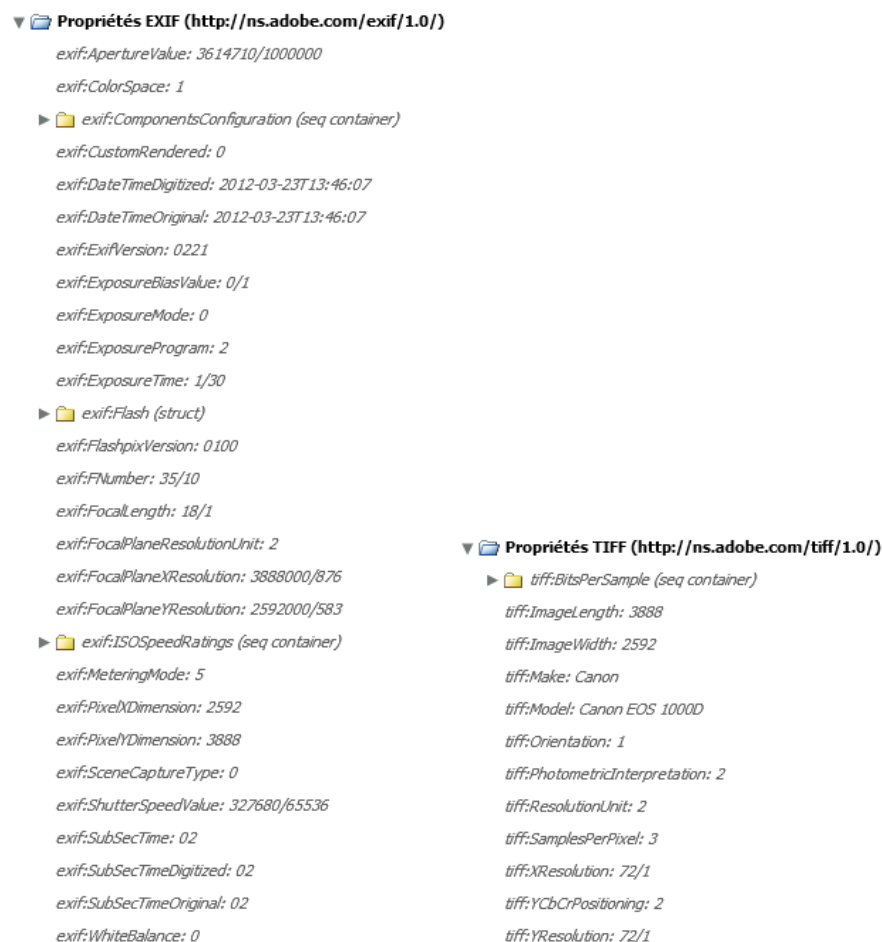 Propriétés EXIF (http://ns.adobe.com/exif/1.0/)
exif:ApertureValue: 3614710/1000000
exif:ColorSpace: 1
exif:ComponentsConfiguration (seq container)
exif:CustomRendered: 0
exif:DateTimeDigitized: 2012-03-23T13:46:07
exif:DateTimeOriginal: 2012-03-23T13:46:07
exif:ExifVersion: 0221
exif:ExposureBiasValue: 0/1
exif:ExposureMode: 0
exif:ExposureProgram: 2
exif:ExposureTime: 1/30
exif:Flash (struct)
exif:FlashpixVersion: 0100
exif:FNumber: 35/10
exif:FocalLength: 18/1
exif:FocalPlaneResolutionUnit: 2
exif:FocalPlaneXResolution: 3888000/876
exif:FocalPlaneYResolution: 2592000/583
exif:ISOSpeedRatings (seq container)
exif:MeteringMode: 5
exif:PixelXDimension: 2592
exif:PixelYDimension: 3888
exif:SceneCaptureType: 0
exif:ShutterSpeedValue: 327680/65536
exif:SubSecTime: 02
exif:SubSecTimeDigitized: 02
exif:SubSecTimeOriginal: 02
exif:WhiteBalance: 0
Propriétés TIFF (http://ns.adobe.com/tiff/1.0/)
tiff:BitsPerSample (seq container)
tiff:ImageLength: 3888
tiff:ImageWidth: 2592
tiff:Make: Canon
tiff:Model: Canon EOS 1000D
tiff:Orientation: 1
tiff:PhotometricInterpretation: 2
tiff:ResolutionUnit: 2
tiff:SamplesPerPixel: 3
tiff:XResolution: 72/1
tiff:YCbCrPositioning: 2
tiff:YResolution: 72/1